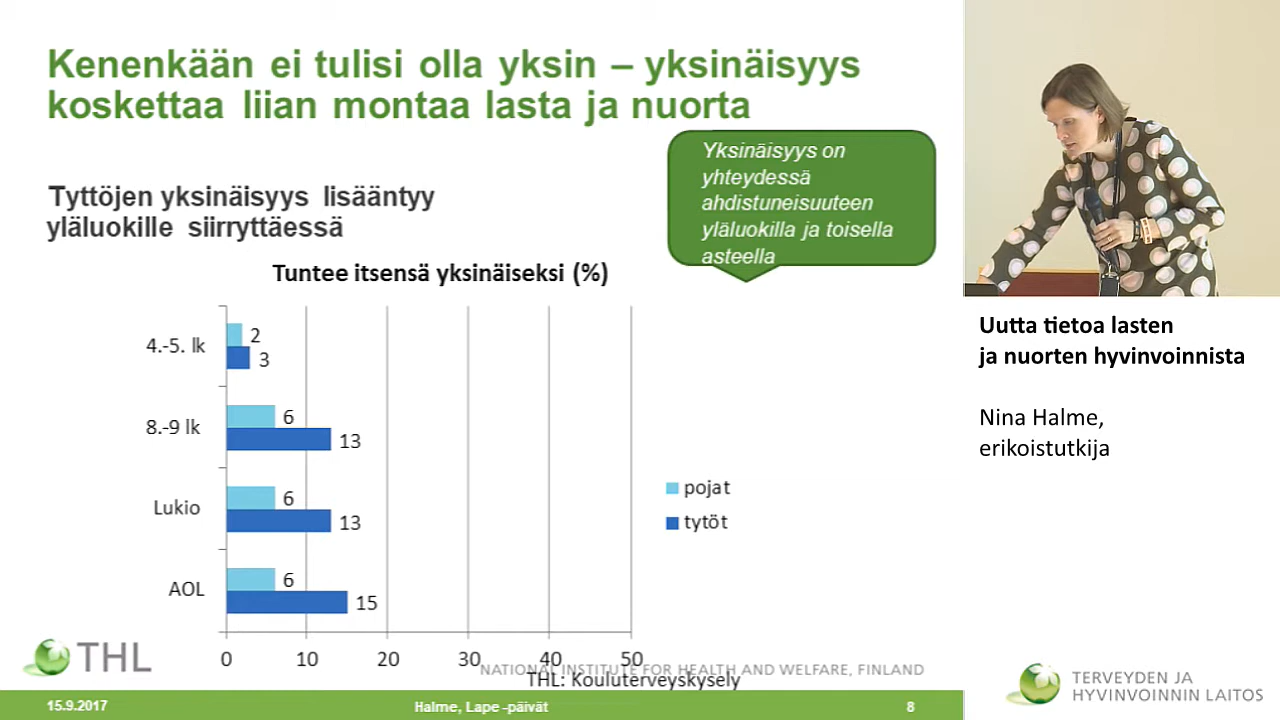 Kenenkään ei tulisi olla yksin – yksinäisyys
koskettaa liian montaa lasta ja nuorta
Yksinäisyys on
yhteydessä
ahdistuneisuuteen
yläluokilla ja toisella
asteella
Tyttöjen yksinäisyys lisääntyy
yläluokille siirryttäessä
Tuntee itsensä yksinäiseksi (%)
4.-5. lk
2
3
8.-9 lk
6
13
Lukio
6
13
AOL
6
15
pojat
tytöt
0 10 20 30 40 50
THL
NATIONAL INSTITUTE FOR HEALTH AND WELFARE, FINLAND
THL: Kouluterveyskysely
15.9.2017
Halme, Lape -päivät
8
Uutta tietoa lasten
ja nuorten hyvinvoinnista
Nina Halme,
erikoistutkija
TERVEYDEN JA
HYVINVOINNIN LAITOS